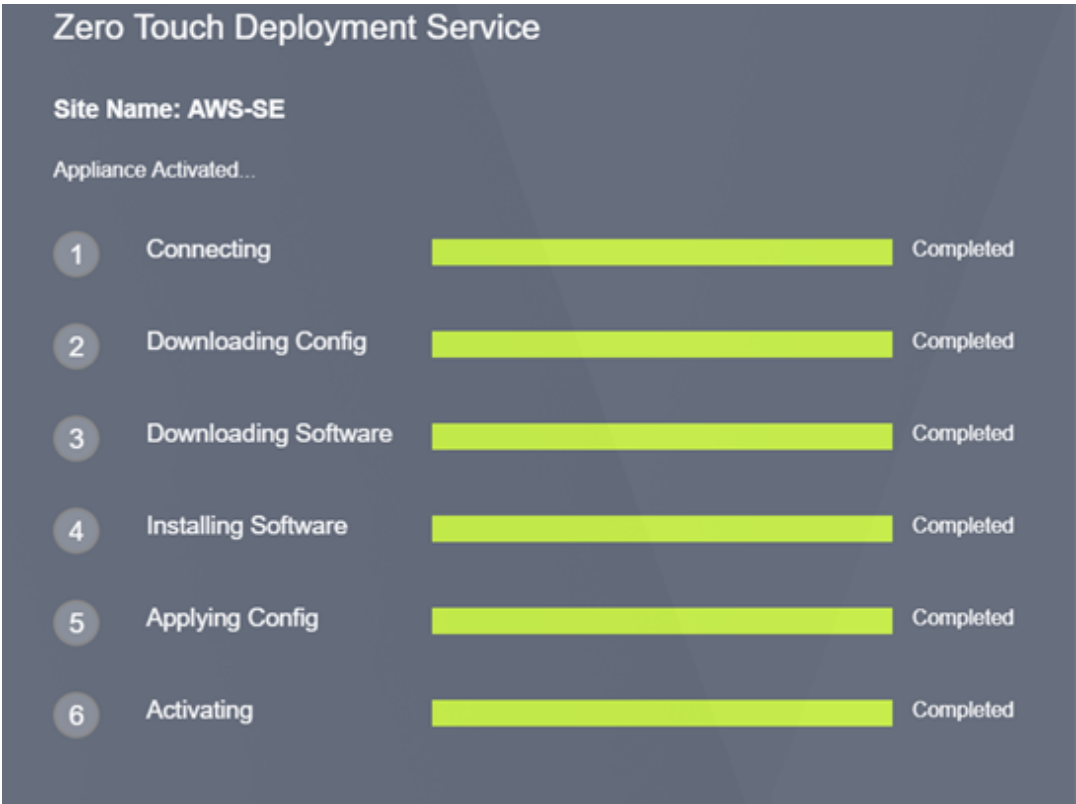 Zero Touch Deployment Service
Site Name: AWS-SE
Appliance Activated...
1 Connecting Completed
2 Downloading Config Completed
3 Downloading Software Completed
4 Installing Software Completed
5 Applying Config Completed
6 Activating Completed